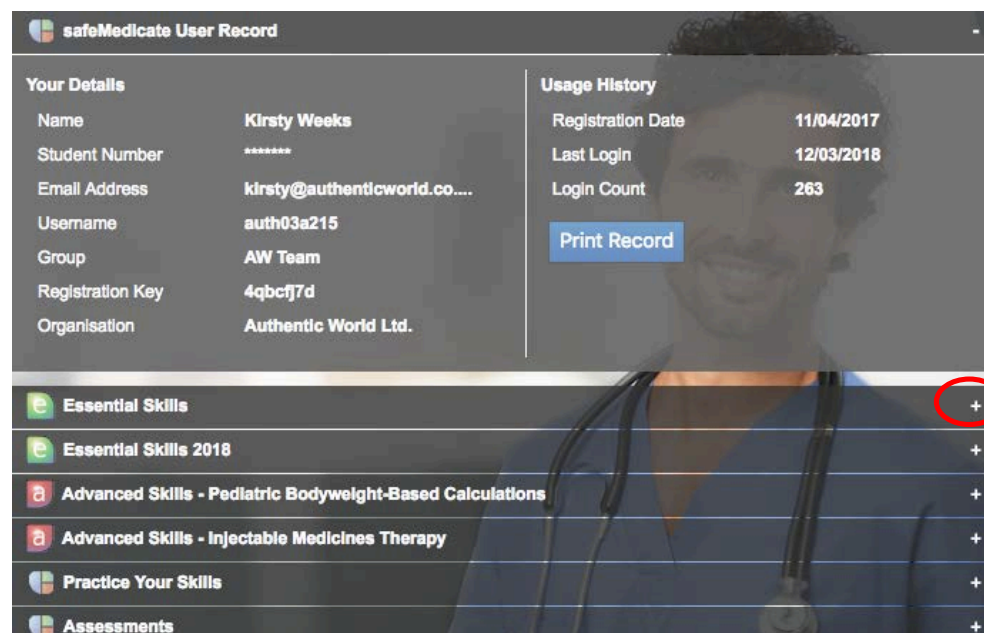 safeMedicate User Record -
Your Details
Name Kirsty Weeks
Student Number *******
Email Address kirsty@authenticworld.co....
Username auth03a215
Group AW Team
Registration Key 4qbcfj7d
Organisation Authentic World Ltd.
Usage History
Registration Date 11/04/2017
Last Login 12/03/2018
Login Count 263
Print Record
e Essential Skills +
e Essential Skills 2018 +
a Advanced Skills - Pediatric Bodyweight-Based Calculations +
a Advanced Skills - Injectable Medicines Therapy +
Practice Your Skills +
Assessments +